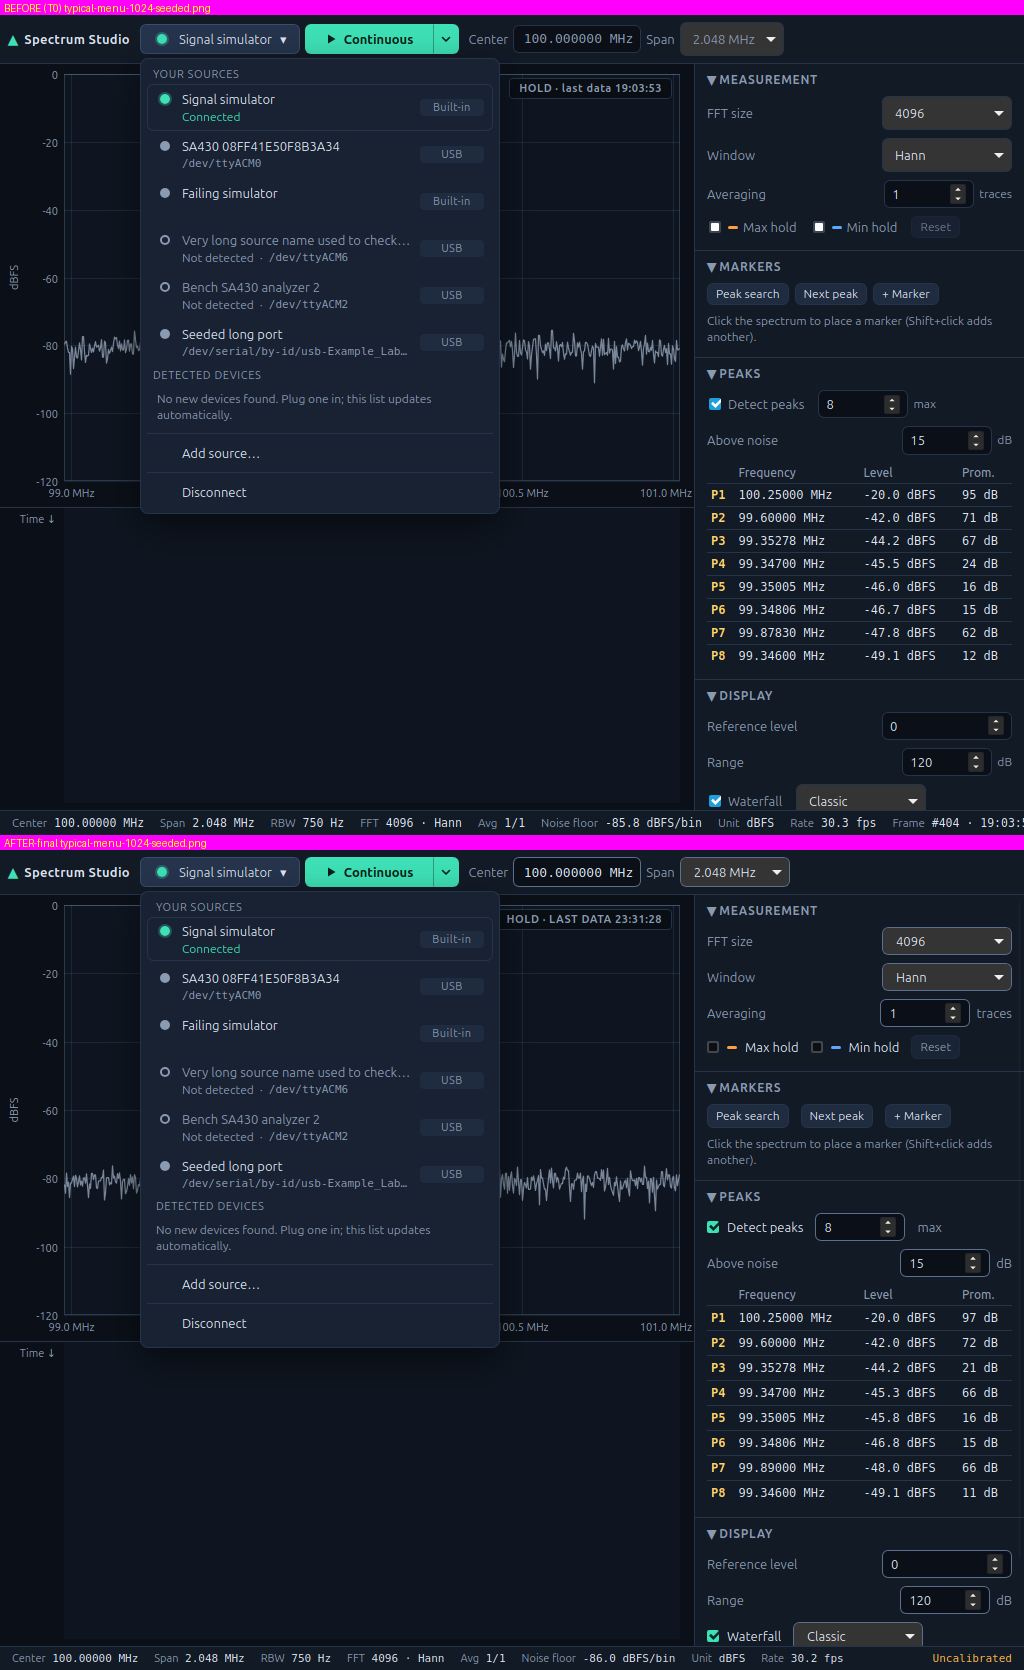 BEFORE (T0) typical-menu-1024-seeded.png
▲ Spectrum Studio Signal simulator ▾ Continuous Center 100.000000 MHz Span 2.048 MHz
YOUR SOURCES
Signal simulator
Connected
Built-in
SA430 08FF41E50F8B3A34
/dev/ttyACM0
USB
Failing simulator
Built-in
Very long source name used to check…
Not detected · /dev/ttyACM6
USB
Bench SA430 analyzer 2
Not detected · /dev/ttyACM2
USB
Seeded long port
/dev/serial/by-id/usb-Example_Lab…
USB
DETECTED DEVICES
No new devices found. Plug one in; this list updates
automatically.
Add source…
Disconnect
HOLD · last data 19:03:53
dBFS
0
-20
-40
-60
-80
-100
-120
99.0 MHz 00.5 MHz 101.0 MHz
Time ↓
▼ MEASUREMENT
FFT size 4096
Window Hann
Averaging 1 traces
Max hold Min hold Reset
▼ MARKERS
Peak search Next peak + Marker
Click the spectrum to place a marker (Shift+click adds
another).
▼ PEAKS
Detect peaks 8 max
Above noise 15 dB
Frequency Level Prom.
P1 100.25000 MHz -20.0 dBFS 95 dB
P2 99.60000 MHz -42.0 dBFS 71 dB
P3 99.35278 MHz -44.2 dBFS 67 dB
P4 99.34700 MHz -45.5 dBFS 24 dB
P5 99.35005 MHz -46.0 dBFS 16 dB
P6 99.34806 MHz -46.7 dBFS 15 dB
P7 99.87830 MHz -47.8 dBFS 62 dB
P8 99.34600 MHz -49.1 dBFS 12 dB
▼ DISPLAY
Reference level 0
Range 120 dB
Waterfall Classic
Center 100.00000 MHz Span 2.048 MHz RBW 750 Hz FFT 4096 · Hann Avg 1/1 Noise floor -85.8 dBFS/bin Unit dBFS Rate 30.3 fps Frame #404 · 19:03:5
AFTER-final typical-menu-1024-seeded.png
▲ Spectrum Studio Signal simulator ▾ Continuous Center 100.000000 MHz Span 2.048 MHz
YOUR SOURCES
Signal simulator
Connected
Built-in
SA430 08FF41E50F8B3A34
/dev/ttyACM0
USB
Failing simulator
Built-in
Very long source name used to check…
Not detected · /dev/ttyACM6
USB
Bench SA430 analyzer 2
Not detected · /dev/ttyACM2
USB
Seeded long port
/dev/serial/by-id/usb-Example_Lab…
USB
DETECTED DEVICES
No new devices found. Plug one in; this list updates
automatically.
Add source…
Disconnect
HOLD · LAST DATA 23:31:28
dBFS
0
-20
-40
-60
-80
-100
-120
99.0 MHz 00.5 MHz 101.0 MHz
Time ↓
▼ MEASUREMENT
FFT size 4096
Window Hann
Averaging 1 traces
Max hold Min hold Reset
▼ MARKERS
Peak search Next peak + Marker
Click the spectrum to place a marker (Shift+click adds
another).
▼ PEAKS
Detect peaks 8 max
Above noise 15 dB
Frequency Level Prom.
P1 100.25000 MHz -20.0 dBFS 97 dB
P2 99.60000 MHz -42.0 dBFS 72 dB
P3 99.35278 MHz -44.2 dBFS 21 dB
P4 99.34700 MHz -45.3 dBFS 66 dB
P5 99.35005 MHz -45.8 dBFS 16 dB
P6 99.34806 MHz -46.8 dBFS 15 dB
P7 99.89000 MHz -48.0 dBFS 66 dB
P8 99.34600 MHz -49.1 dBFS 11 dB
▼ DISPLAY
Reference level 0
Range 120 dB
Waterfall Classic
Center 100.00000 MHz Span 2.048 MHz RBW 750 Hz FFT 4096 · Hann Avg 1/1 Noise floor -86.0 dBFS/bin Unit dBFS Rate 30.2 fps Uncalibrated